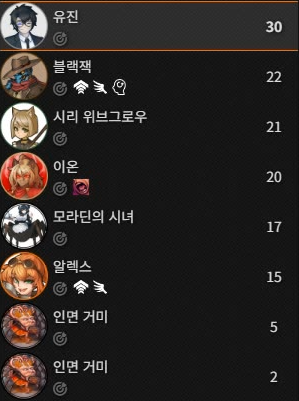 유진 30
블랙잭 22
시리 위브그로우 21
이온 20
모라딘의 시녀 17
알렉스 15
인면 거미 5
인면 거미 2